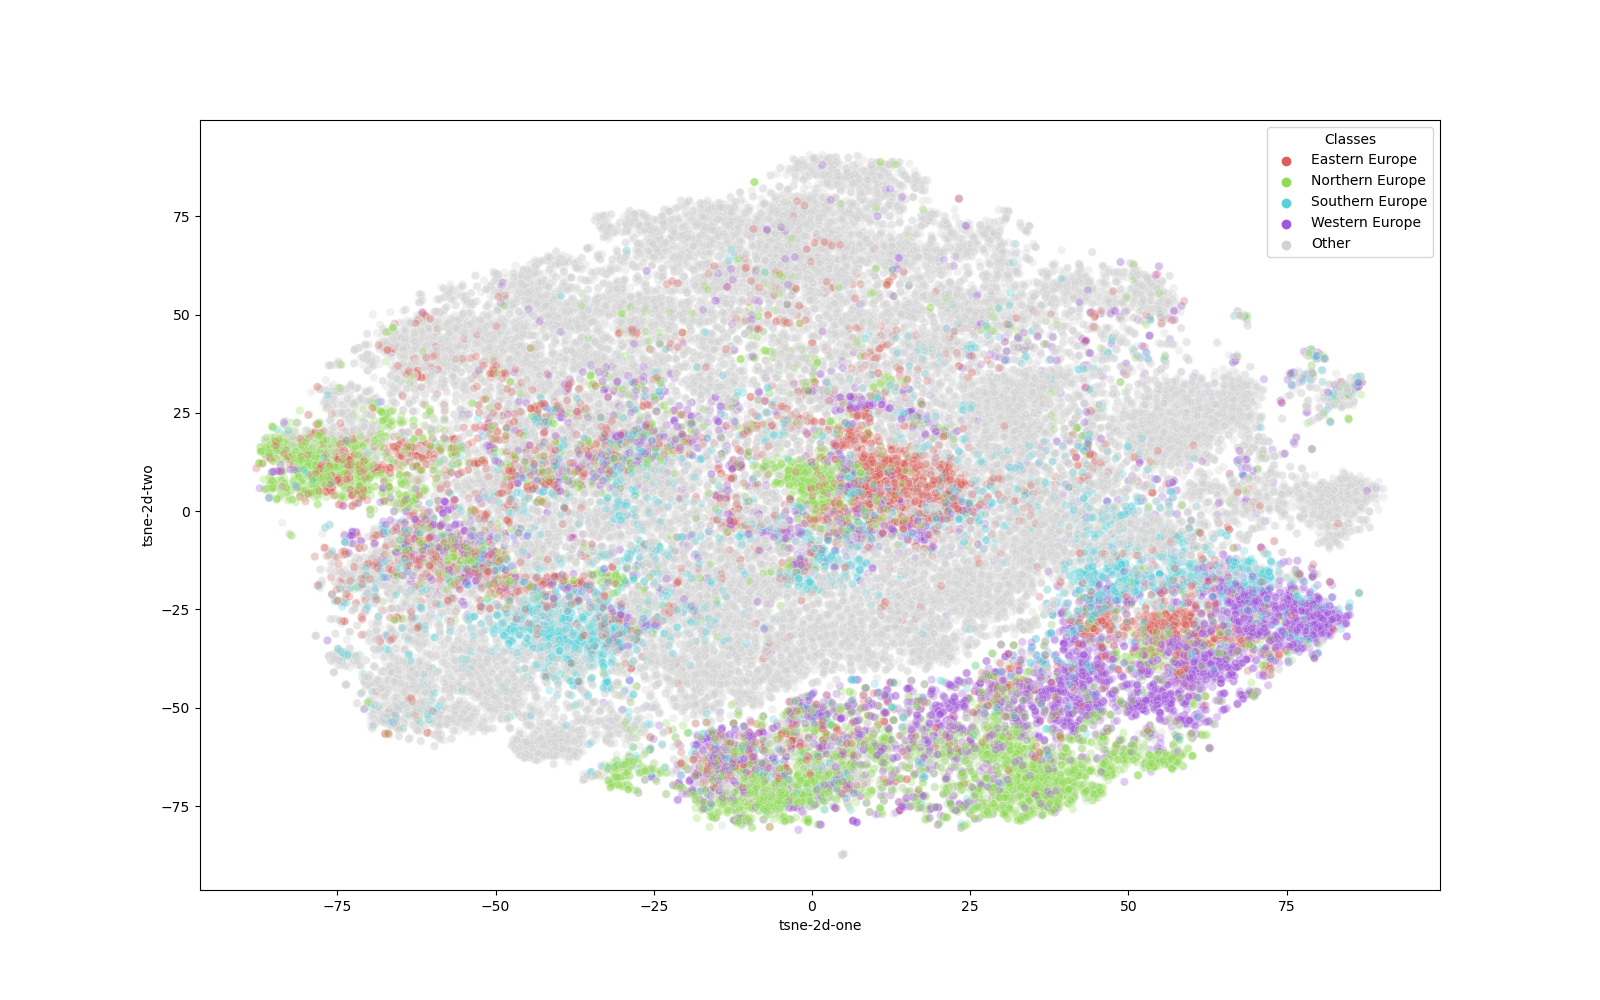 Classes
Eastern Europe
Northern Europe
Southern Europe
Western Europe
Other
75
50
25
0
−25
−50
−75
tsne-2d-two
−75 −50 −25 0 25 50 75
tsne-2d-one